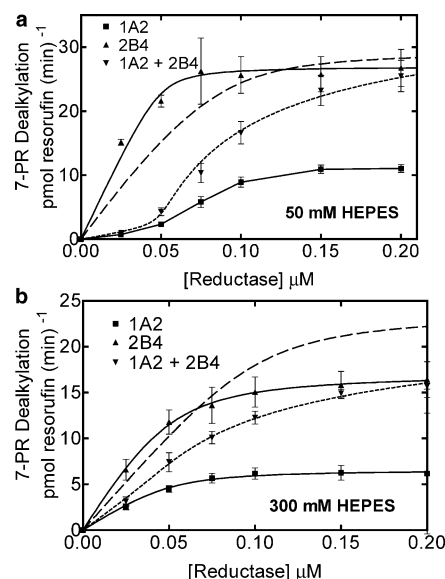 a
7-PR Dealkylation
pmol resorufin (min) -1
30
20
10
0
1A2
2B4
1A2 + 2B4
50 mM HEPES
0.00
0.05
0.10
0.15
0.20
[Reductase] μM
b
7-PR Dealkylation
pmol resorufin (min) -1
25
20
15
10
5
0
1A2
2B4
1A2 + 2B4
300 mM HEPES
0.00
0.05
0.10
0.15
0.20
[Reductase] μM